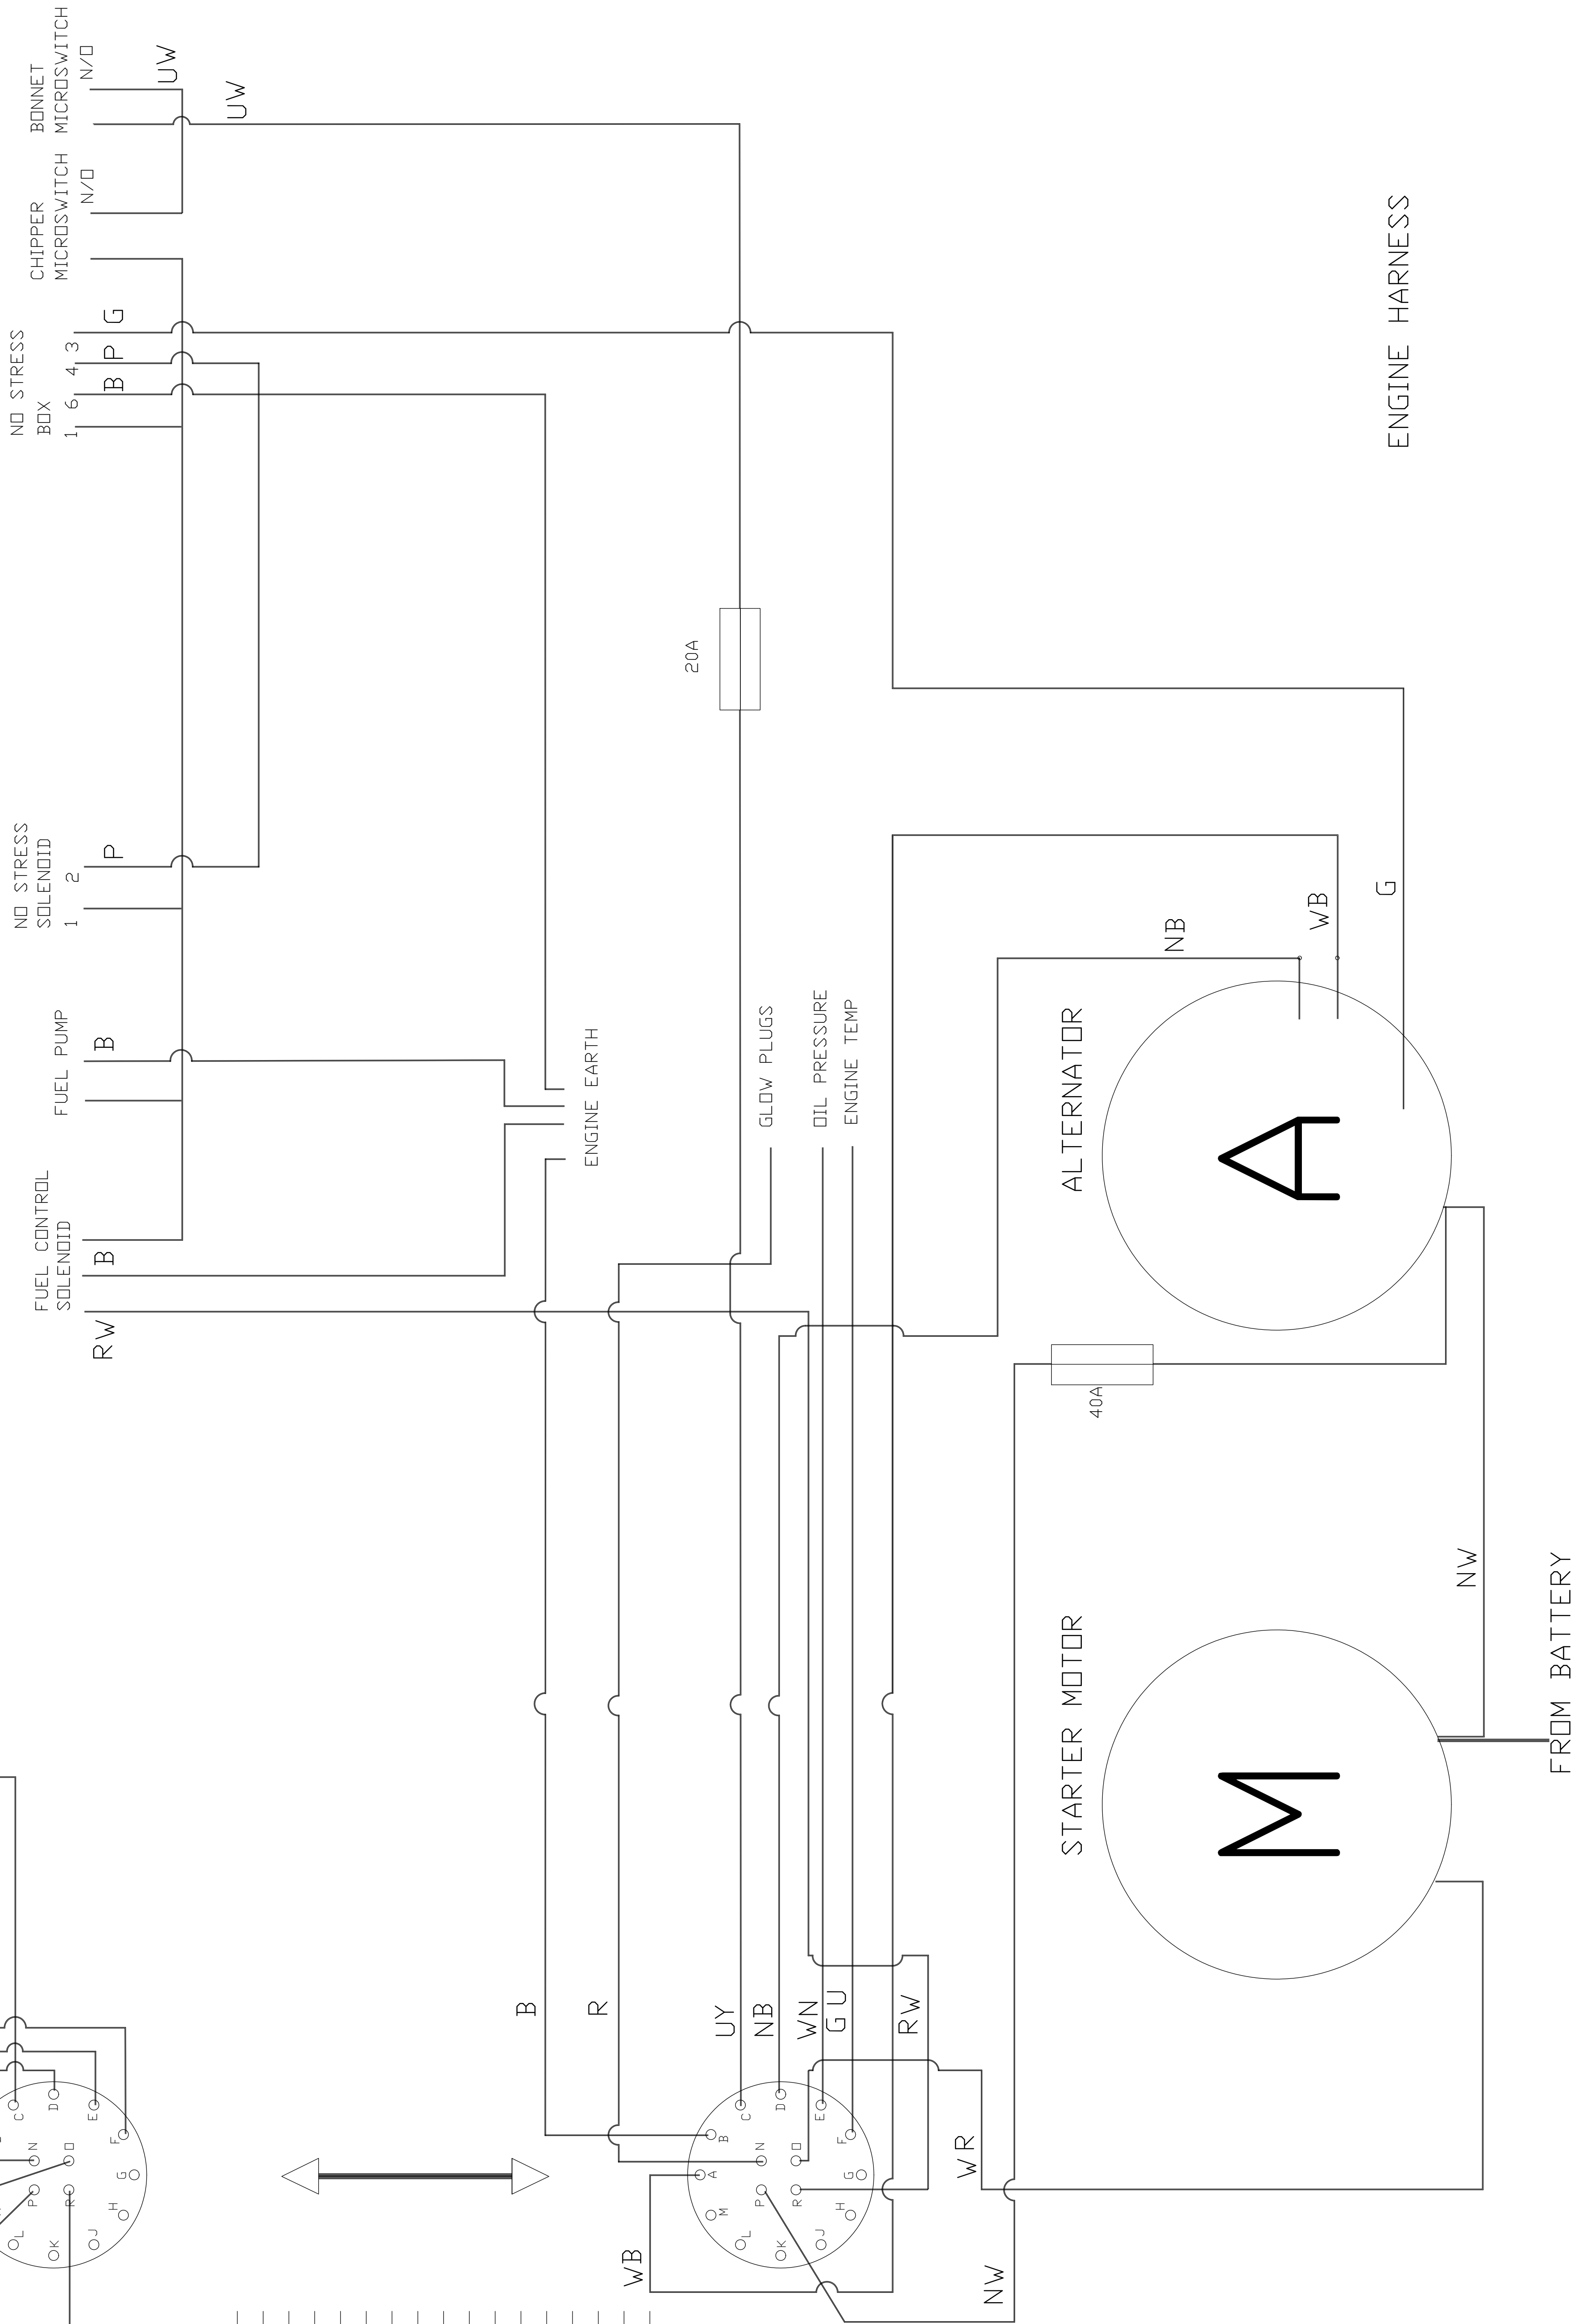 FUEL CONTROL
SOLENOID
RW
B
FUEL PUMP
B
NO STRESS
SOLENOID
1 2
P
NO STRESS
BOX
1 6 4 3
B P G
CHIPPER
MICROSWITCH
N/O
BONNET
MICROSWITCH
N/O
UW
UW
ENGINE EARTH
20A
GLOW PLUGS
OIL PRESSURE
ENGINE TEMP
B
R
UY
NB
WN
GU
RW
WR
WB
NW
L P N C
K R O D
J H G F E
M A B C
L P N D
K R O E
J H G F
STARTER MOTOR
M
FROM BATTERY
NW
40A
ALTERNATOR
A
NB
WB
G
ENGINE HARNESS